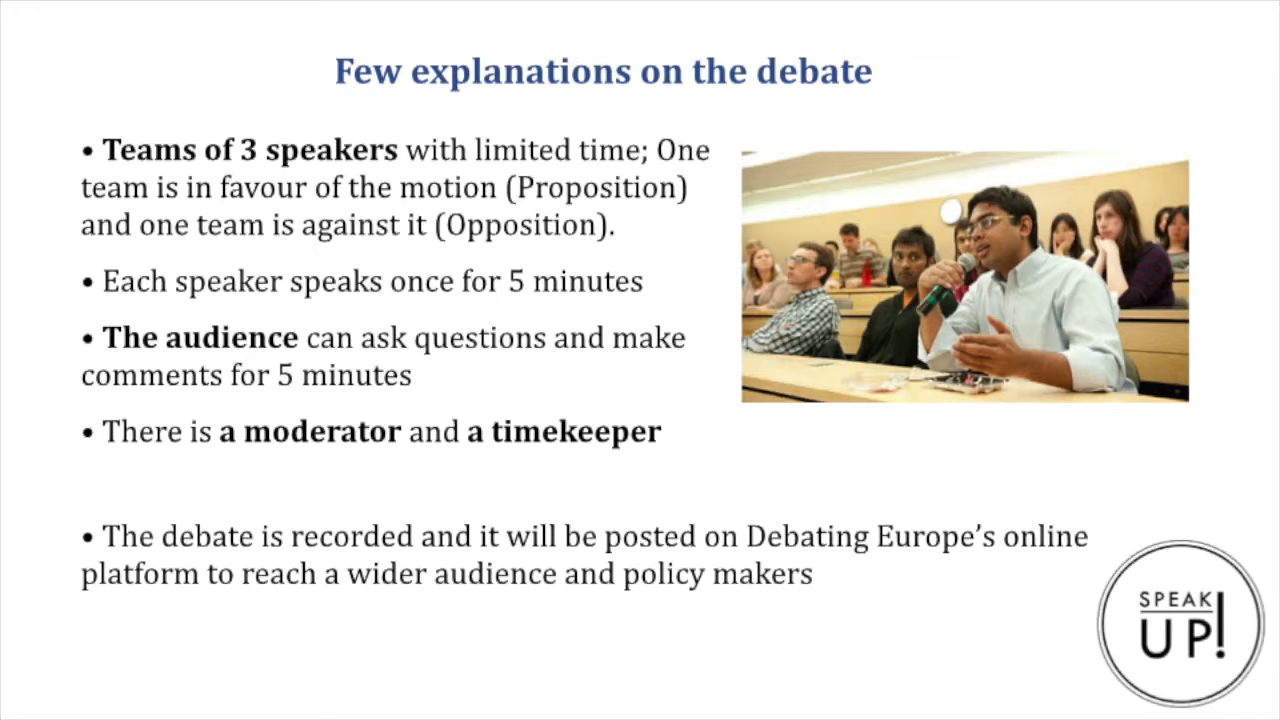 Few explanations on the debate
• Teams of 3 speakers with limited time; One
team is in favour of the motion (Proposition)
and one team is against it (Opposition).
• Each speaker speaks once for 5 minutes
• The audience can ask questions and make
comments for 5 minutes
• There is a moderator and a timekeeper
• The debate is recorded and it will be posted on Debating Europe’s online
platform to reach a wider audience and policy makers
SPEAK
UP!